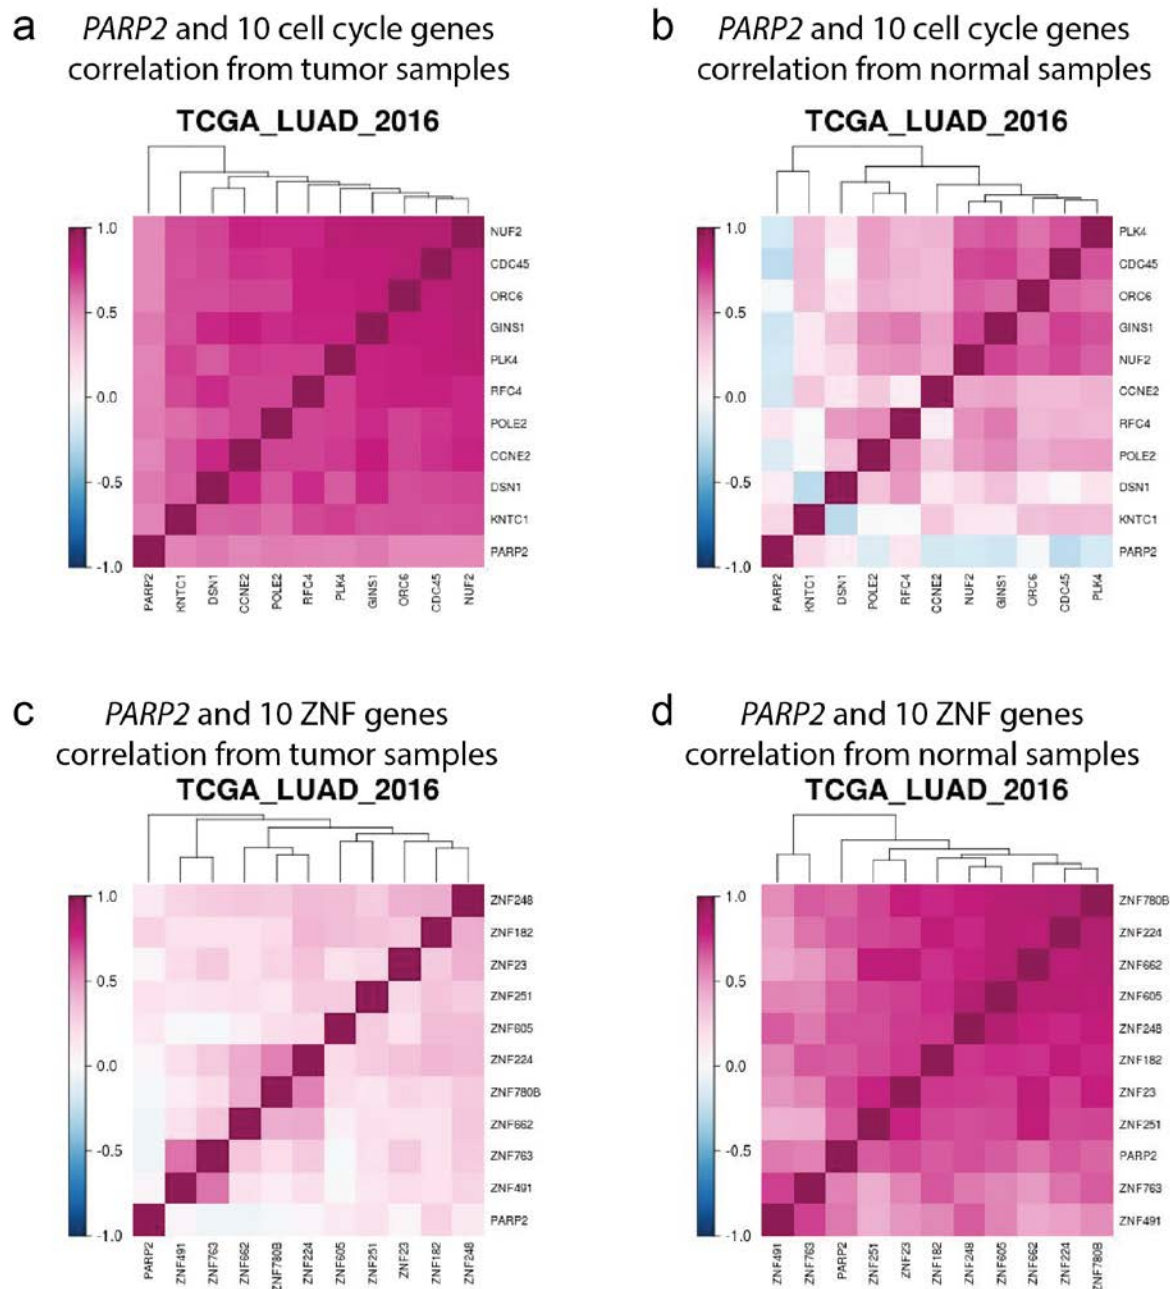 a
PARP2 and 10 cell cycle genes
correlation from tumor samples
TCGA_LUAD_2016
1.0
0.5
0.0
-0.5
-1.0
NUF2
CDC45
ORC6
GINS1
PLK4
RFC4
POLE2
CCNE2
DSN1
KNTC1
PARP2
PARP2 KNTC1 DSN1 CCNE2 POLE2 RFC4 PLK4 GINS1 ORC6 CDC45 NUF2
b
PARP2 and 10 cell cycle genes
correlation from normal samples
TCGA_LUAD_2016
1.0
0.5
0.0
-0.5
-1.0
PLK4
CDC45
ORC6
GINS1
NUF2
CCNE2
RFC4
POLE2
DSN1
KNTC1
PARP2
PARP2 KNTC1 DSN1 POLE2 RFC4 CCNE2 NUF2 GINS1 ORC6 CDC45 PLK4
c
PARP2 and 10 ZNF genes
correlation from tumor samples
TCGA_LUAD_2016
1.0
0.5
0.0
-0.5
-1.0
ZNF248
ZNF182
ZNF23
ZNF251
ZNF605
ZNF224
ZNF780B
ZNF662
ZNF763
ZNF491
PARP2
PARP2 ZNF491 ZNF763 ZNF662 ZNF780B ZNF224 ZNF605 ZNF251 ZNF23 ZNF182 ZNF248
d
PARP2 and 10 ZNF genes
correlation from normal samples
TCGA_LUAD_2016
1.0
0.5
0.0
-0.5
-1.0
ZNF780B
ZNF224
ZNF662
ZNF605
ZNF248
ZNF182
ZNF23
ZNF251
PARP2
ZNF763
ZNF491
ZNF491 ZNF763 PARP2 ZNF251 ZNF23 ZNF182 ZNF248 ZNF605 ZNF662 ZNF224 ZNF780B